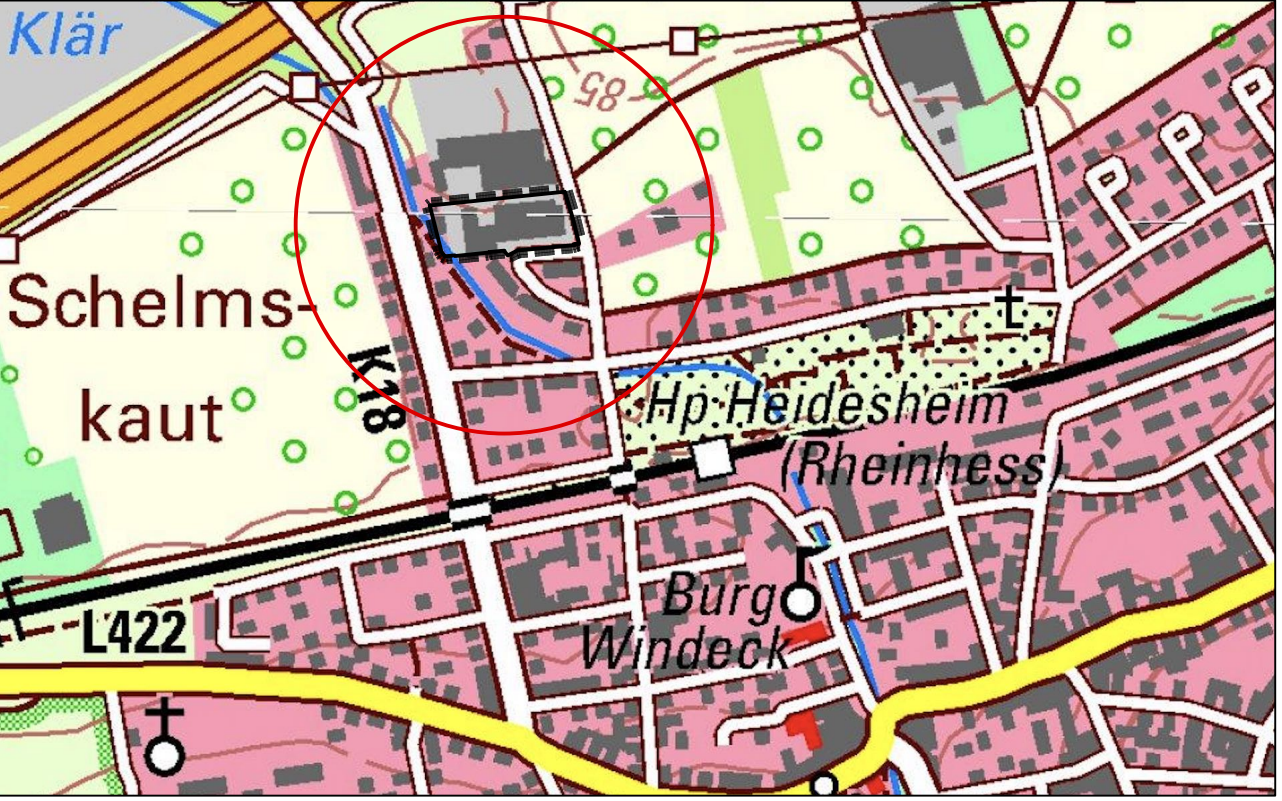 Klär
85
Schelms-
kaut
K18
Hp Heidesheim
(Rheinhess)
Burg
Windeck
L422